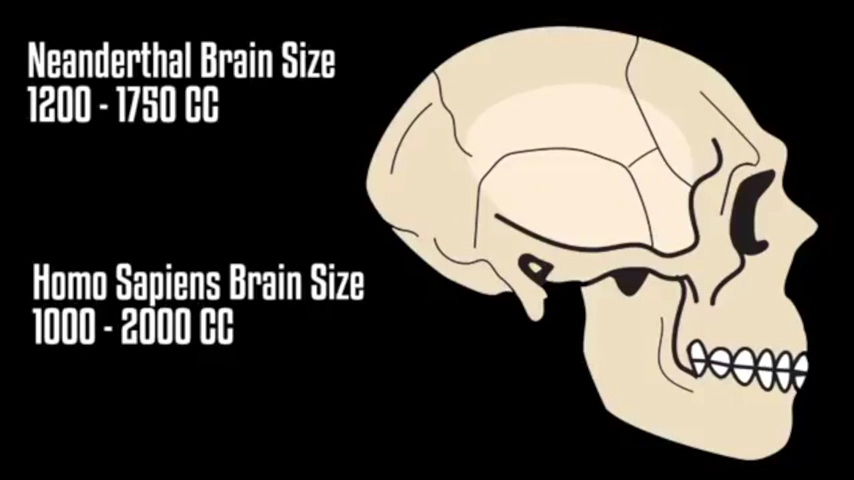 Neanderthal Brain Size
1200 - 1750 CC
Homo Sapiens Brain Size
1000 - 2000 CC